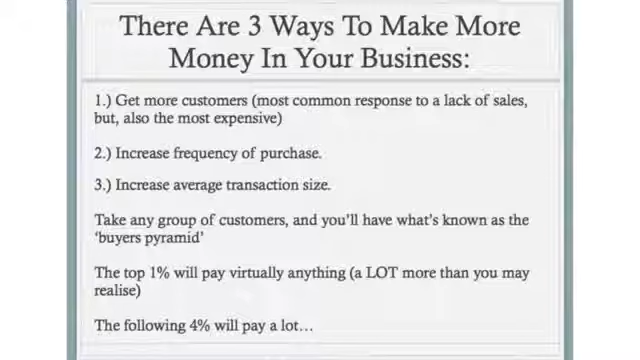 There Are 3 Ways To Make More
Money In Your Business:
1.) Get more customers (most common response to a lack of sales,
but, also the most expensive)
2.) Increase frequency of purchase.
3.) Increase average transaction size.
Take any group of customers, and you'll have what's known as the
'buyers pyramid'
The top 1% will pay virtually anything (a LOT more than you may
realise)
The following 4% will pay a lot…